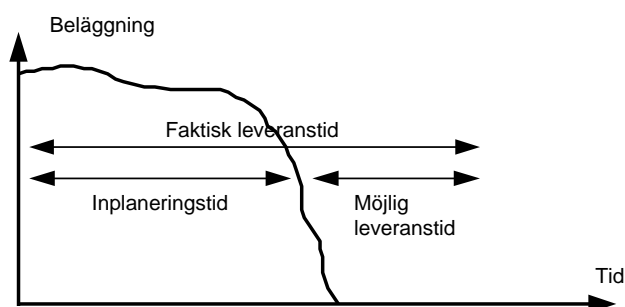 Beläggning
Faktisk leveranstid
Inplaneringstid
Möjlig
leveranstid
Tid